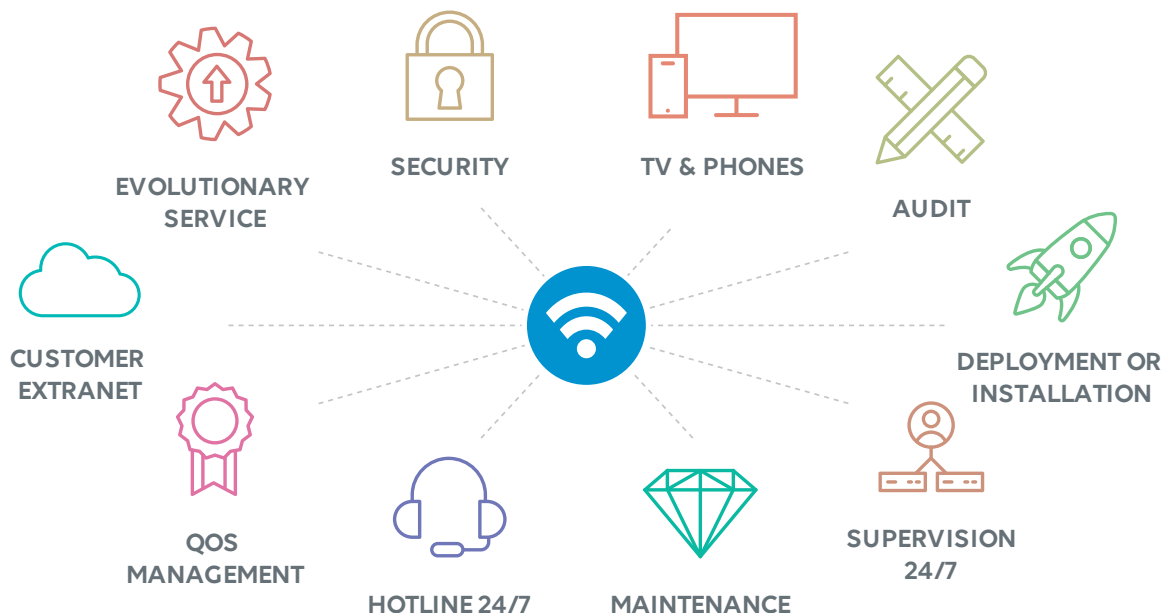 SECURITY
TV & PHONES
EVOLUTIONARY
SERVICE
AUDIT
CUSTOMER
EXTRANET
DEPLOYMENT OR
INSTALLATION
QOS
MANAGEMENT
SUPERVISION
24/7
HOTLINE 24/7
MAINTENANCE